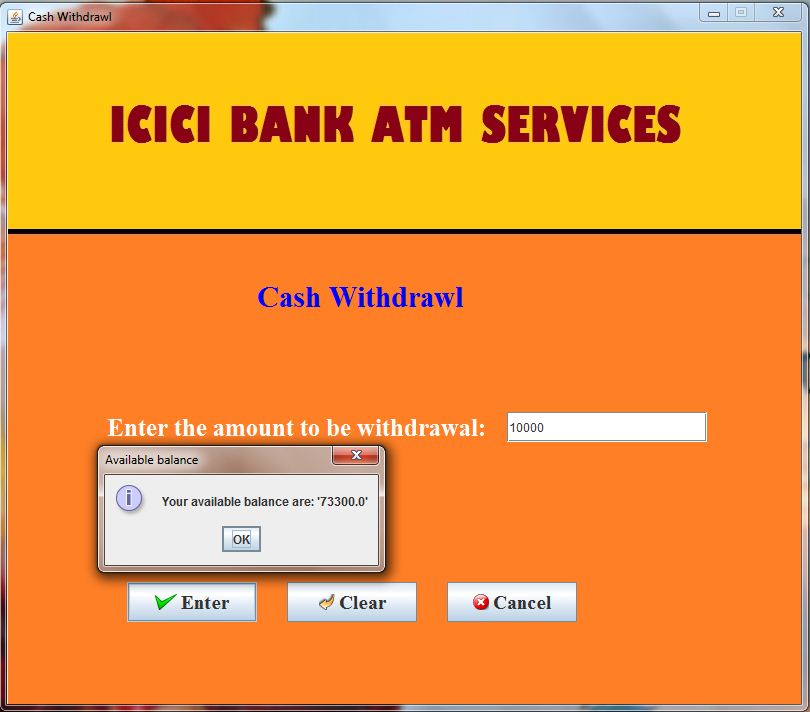 Cash Withdrawl
ICICI BANK ATM SERVICES
Cash Withdrawl
Enter the amount to be withdrawal: 10000
Available balance
i Your available balance are: '73300.0'
OK
Enter Clear Cancel